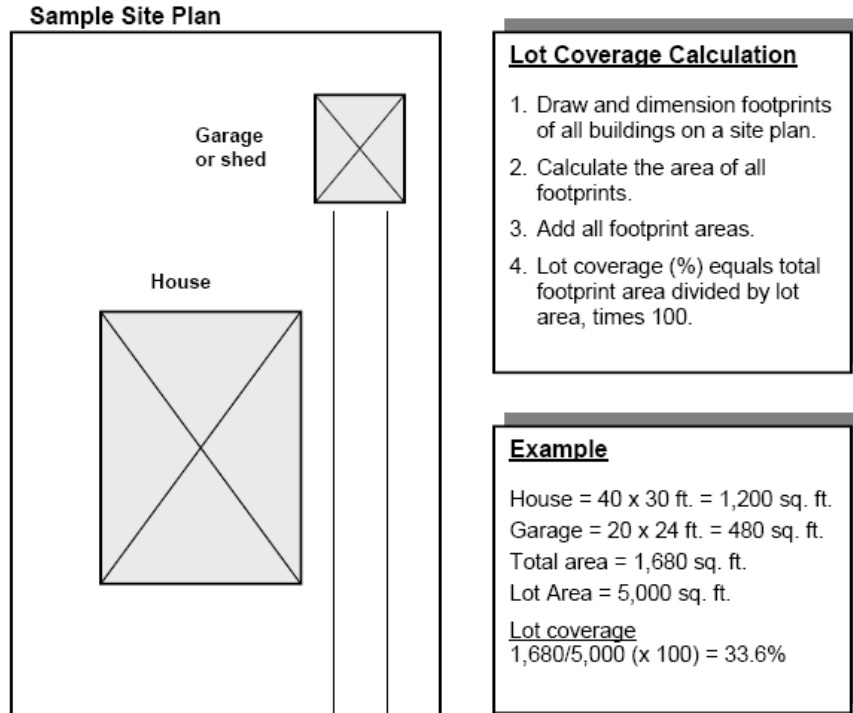 Sample Site Plan
Garage
or shed
House
Lot Coverage Calculation
1. Draw and dimension footprints
of all buildings on a site plan.
2. Calculate the area of all
footprints.
3. Add all footprint areas.
4. Lot coverage (%) equals total
footprint area divided by lot
area, times 100.
Example
House = 40 x 30 ft. = 1,200 sq. ft.
Garage = 20 x 24 ft. = 480 sq. ft.
Total area = 1,680 sq. ft.
Lot Area = 5,000 sq. ft.
Lot coverage
1,680/5,000 (x 100) = 33.6%